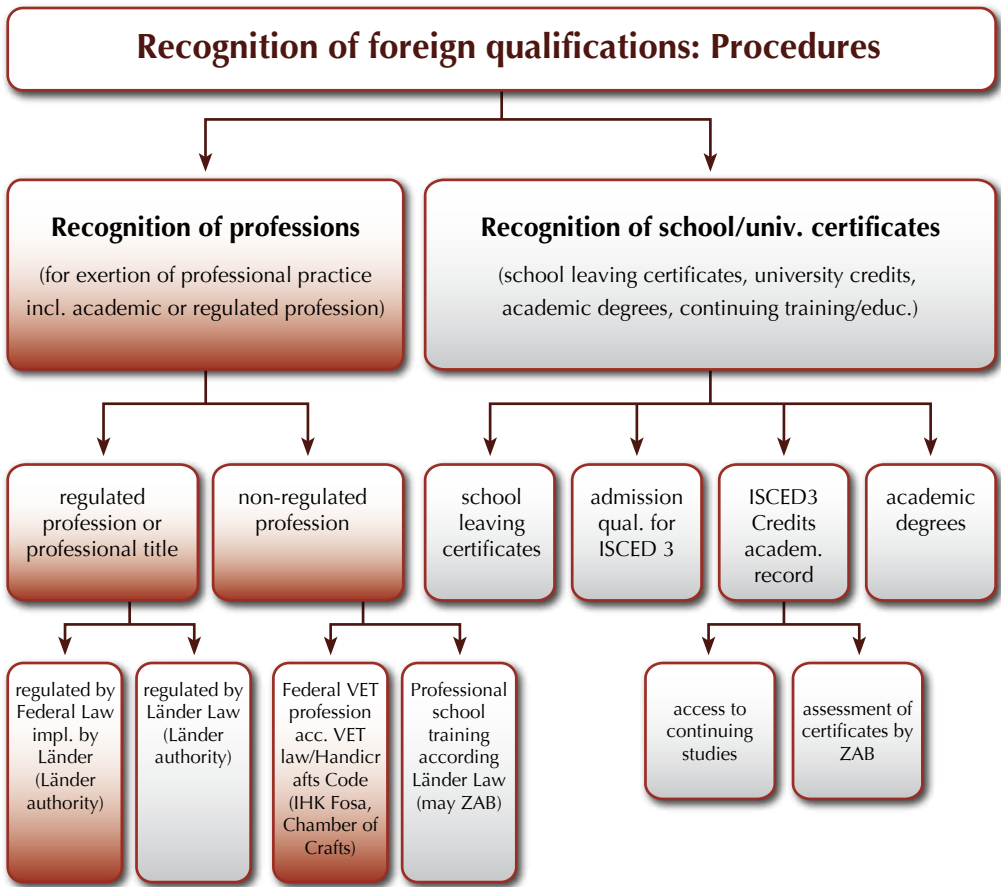 Recognition of foreign qualifications: Procedures
Recognition of professions
(for exertion of professional practice
incl. academic or regulated profession)
Recognition of school/univ. certificates
(school leaving certificates, university credits,
academic degrees, continuing training/educ.)
regulated
profession or
professional title
non-regulated
profession
school
leaving
certificates
admission
qual. for
ISCED 3
ISCED3
Credits
academ.
record
academic
degrees
regulated by
Federal Law
impl. by
Länder
(Länder
authority)
regulated by
Länder Law
(Länder
authority)
Federal VET
profession
acc. VET
law/Handicr
afts Code
(IHK Fosa,
Chamber of
Crafts)
Professional
school
training
according
Länder Law
(may ZAB)
access to
continuing
studies
assessment of
certificates by
ZAB